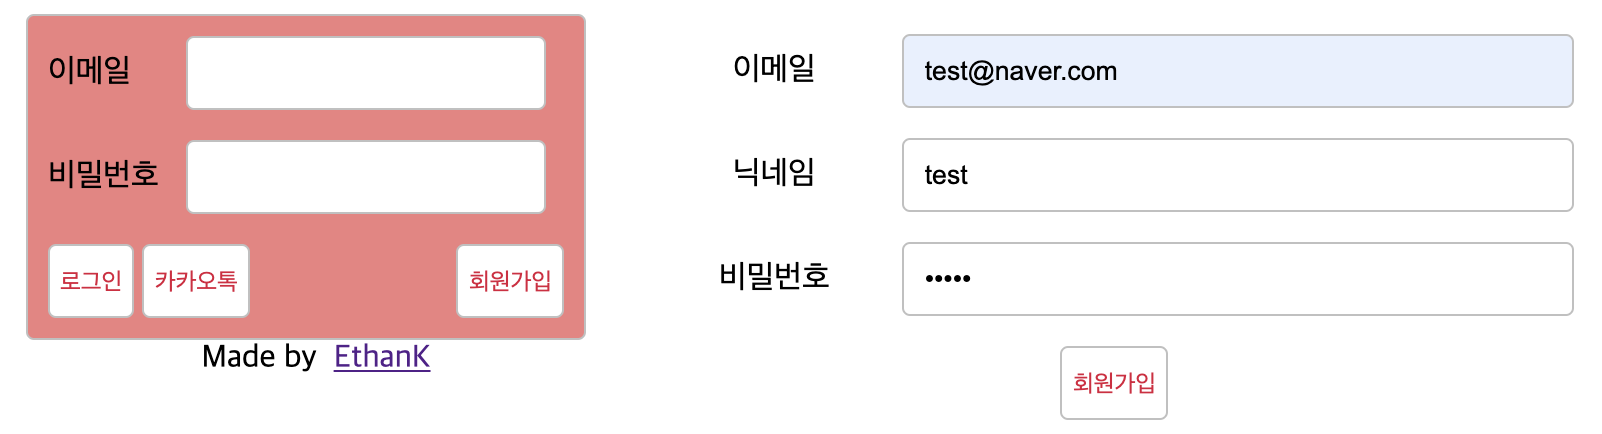 이메일
비밀번호
로그인 카카오톡 회원가입
Made by EthanK
이메일 test@naver.com
닉네임 test
비밀번호 •••••
회원가입